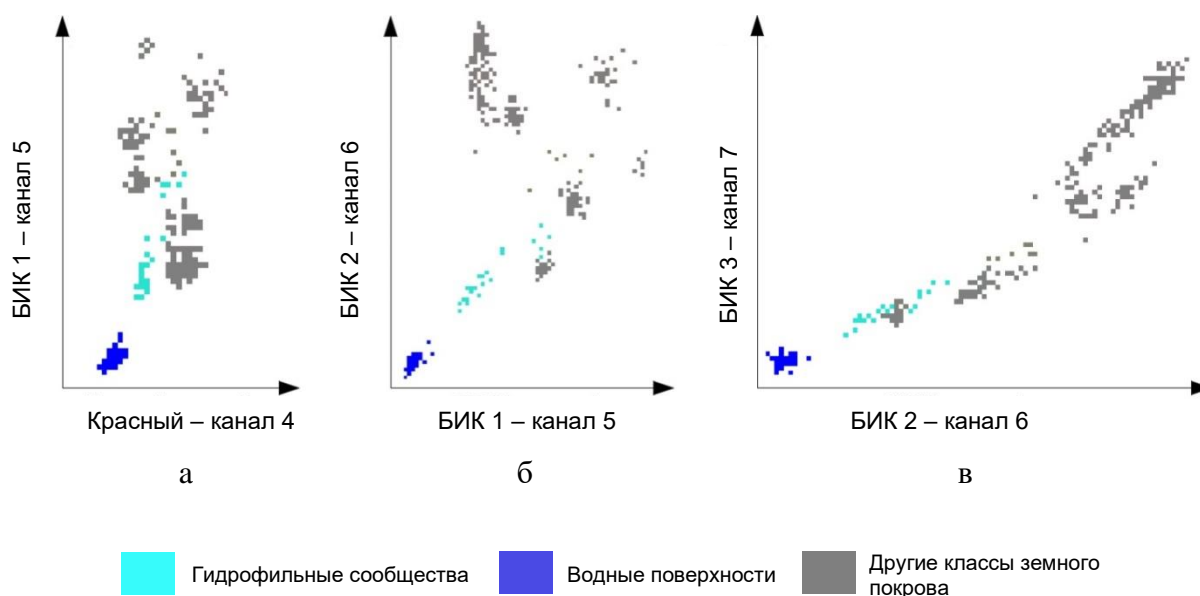 БИК 1 – канал 5
Красный – канал 4
а
БИК 2 – канал 6
БИК 1 – канал 5
б
БИК 3 – канал 7
БИК 2 – канал 6
в
Гидрофильные сообщества
Водные поверхности
Другие классы земного
покрова